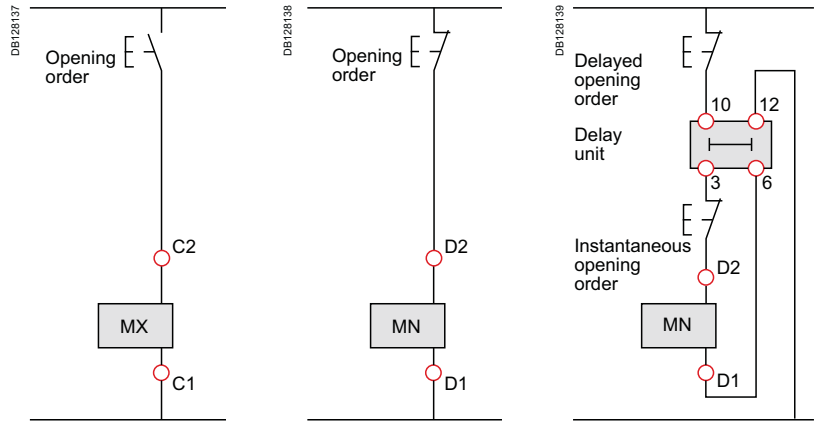 DB128137
Opening
order
C2
MX
C1
DB128138
Opening
order
D2
MN
D1
DB128139
Delayed
opening
order
10 12
Delay
unit
3 6
Instantaneous
opening
order
D2
MN
D1